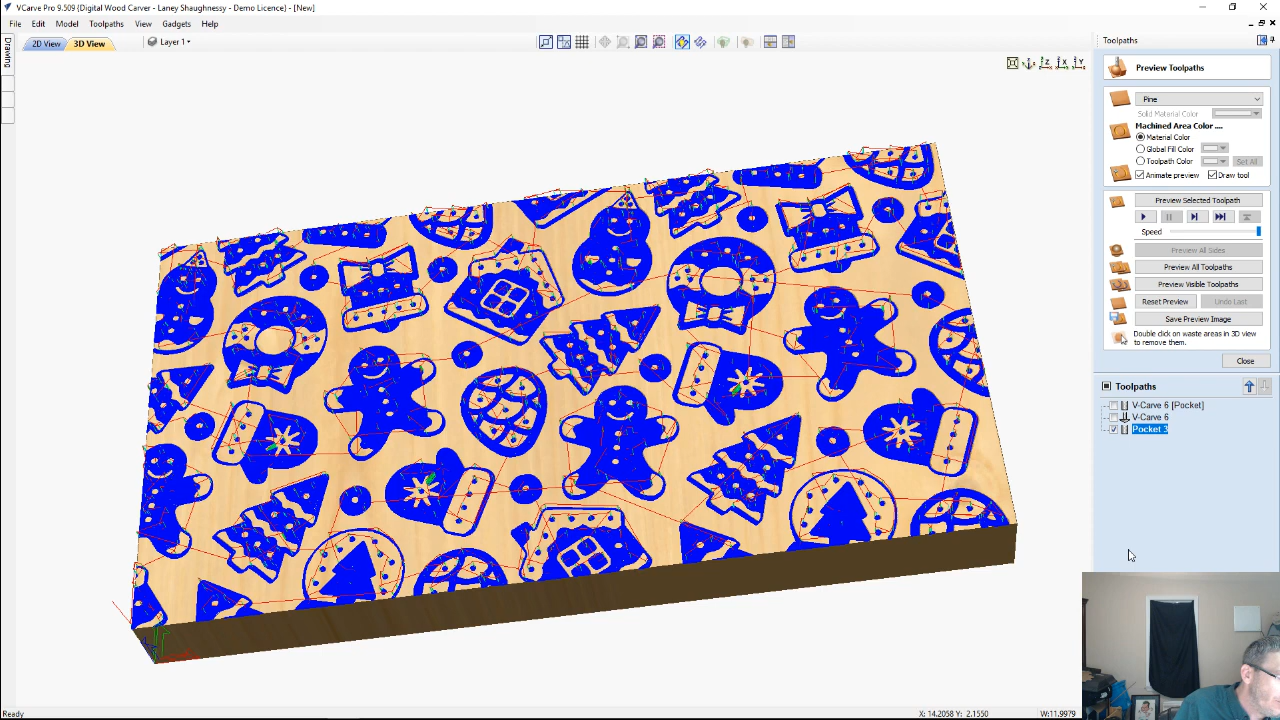 VCarve Pro 9.509 {Digital Wood Carver - Laney Shaughnessy - Demo Licence} - [New]
File Edit Model Toolpaths View Gadgets Help
2D View 3D View Layer 1
Drawing
Toolpaths
Preview Toolpaths
Pine
Solid Material Color
Machined Area Color ....
Material Color
Global Fill Color
Toolpath Color Set All
Animate preview Draw tool
Preview Selected Toolpath
Speed
Preview All Sides
Preview All Toolpaths
Preview Visible Toolpaths
Reset Preview Undo Last
Save Preview Image
Double click on waste areas in 3D view
to remove them.
Close
Toolpaths
V-Carve 6 [Pocket]
V-Carve 6
Pocket 3
Ready X: 14.2058 Y: 2.1550 W:11.9979